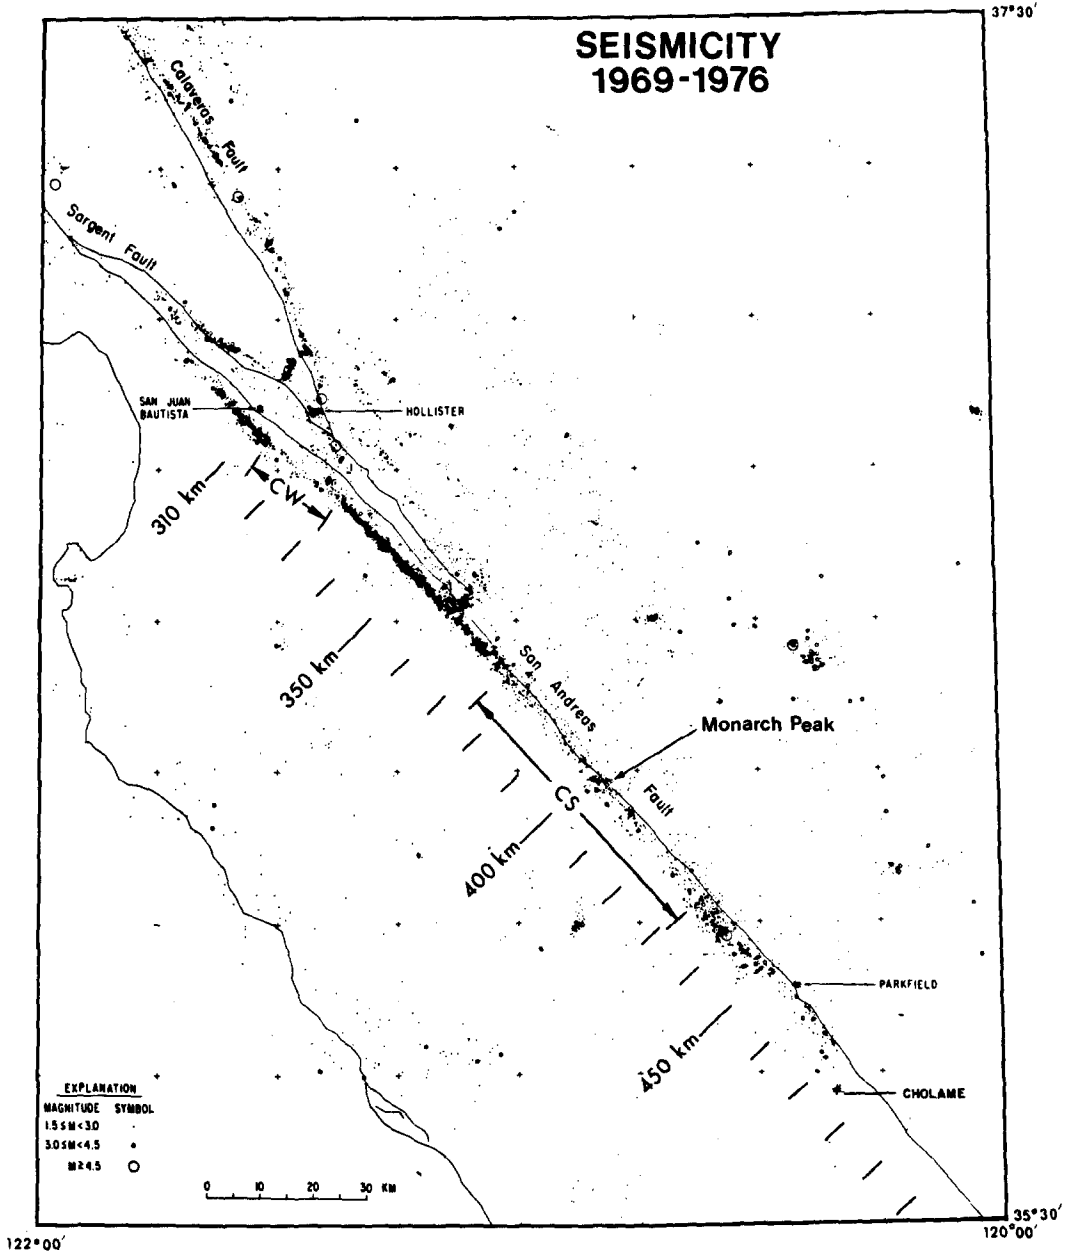 37°30'
SEISMICITY
1969-1976
Calaveras Fault
Sargent Fault
SAN JUAN
BAUTISTA
HOLLISTER
310 km
CW
350 km
San Andreas
Fault
Monarch Peak
CS
400 km
PARKFIELD
450 km
CHOLAME
EXPLANATION
MAGNITUDE SYMBOL
1.5≤M<3.0
3.0≤M<4.5
M≥4.5
0 10 20 30 KM
35°30'
122°00'
120°00'